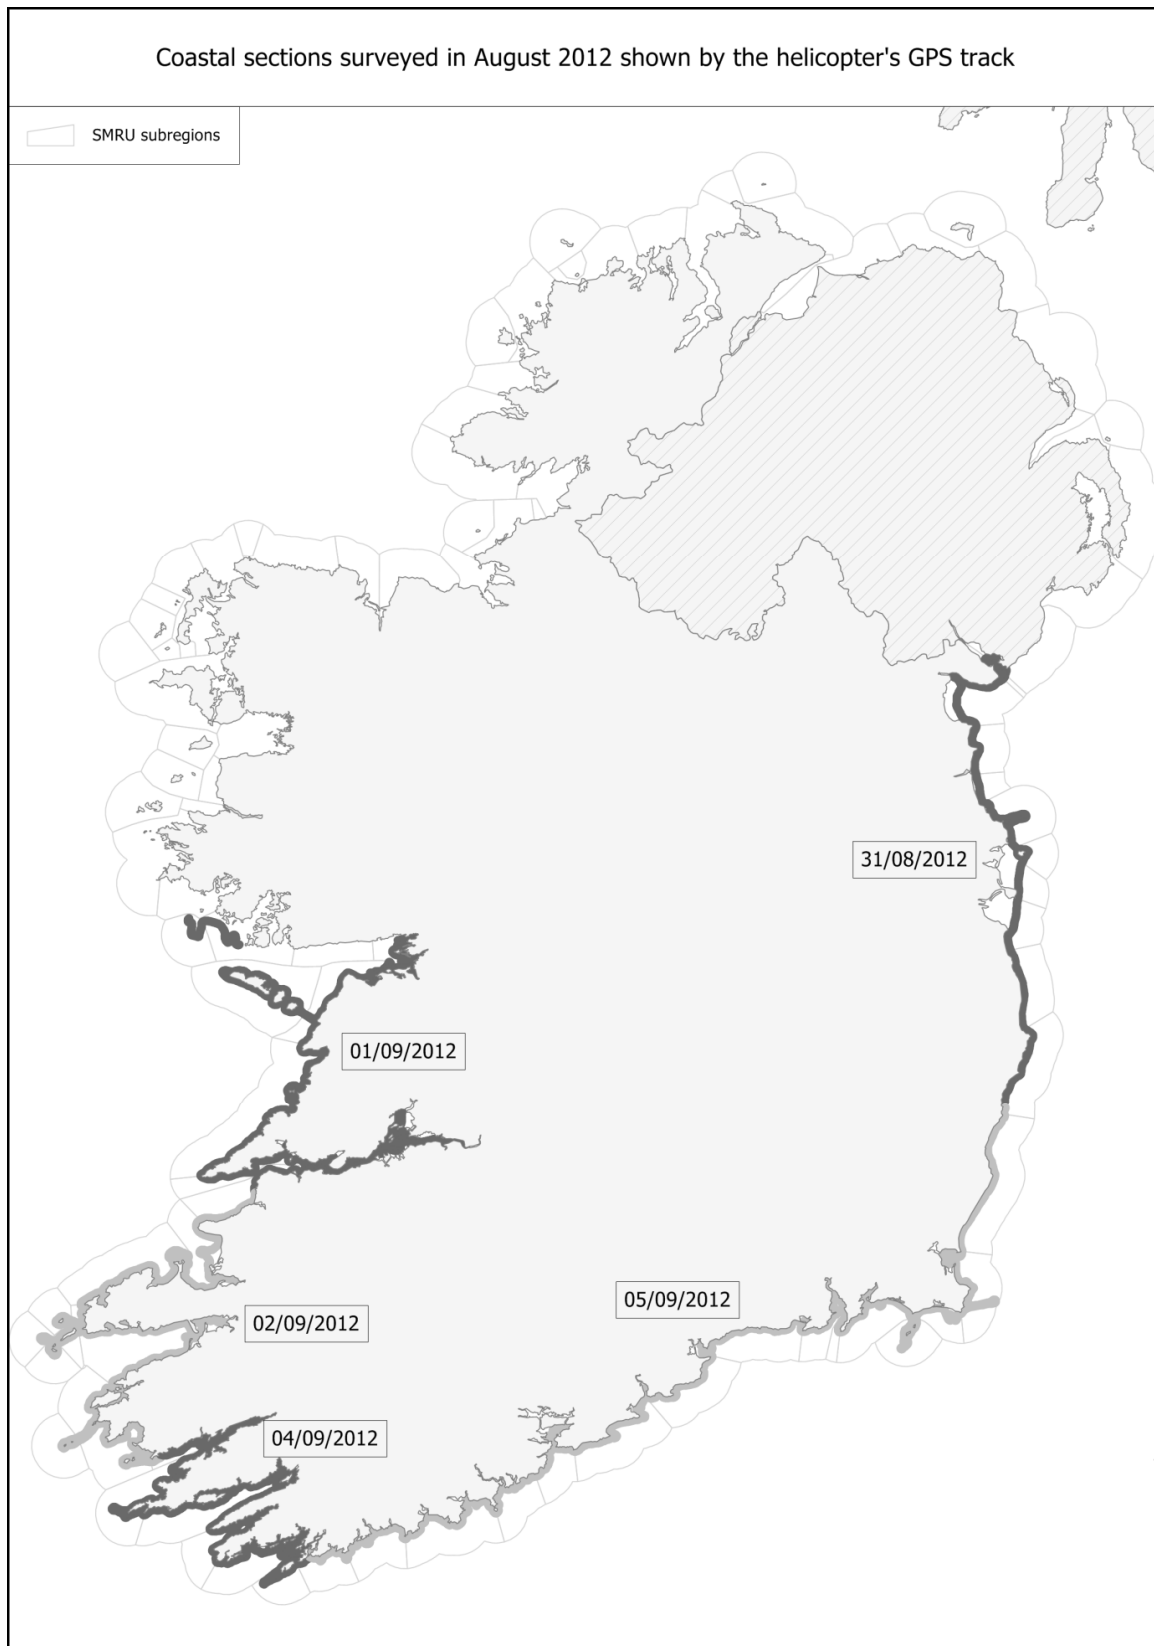 Coastal sections surveyed in August 2012 shown by the helicopter's GPS track
SMRU subregions
31/08/2012
01/09/2012
05/09/2012
02/09/2012
04/09/2012